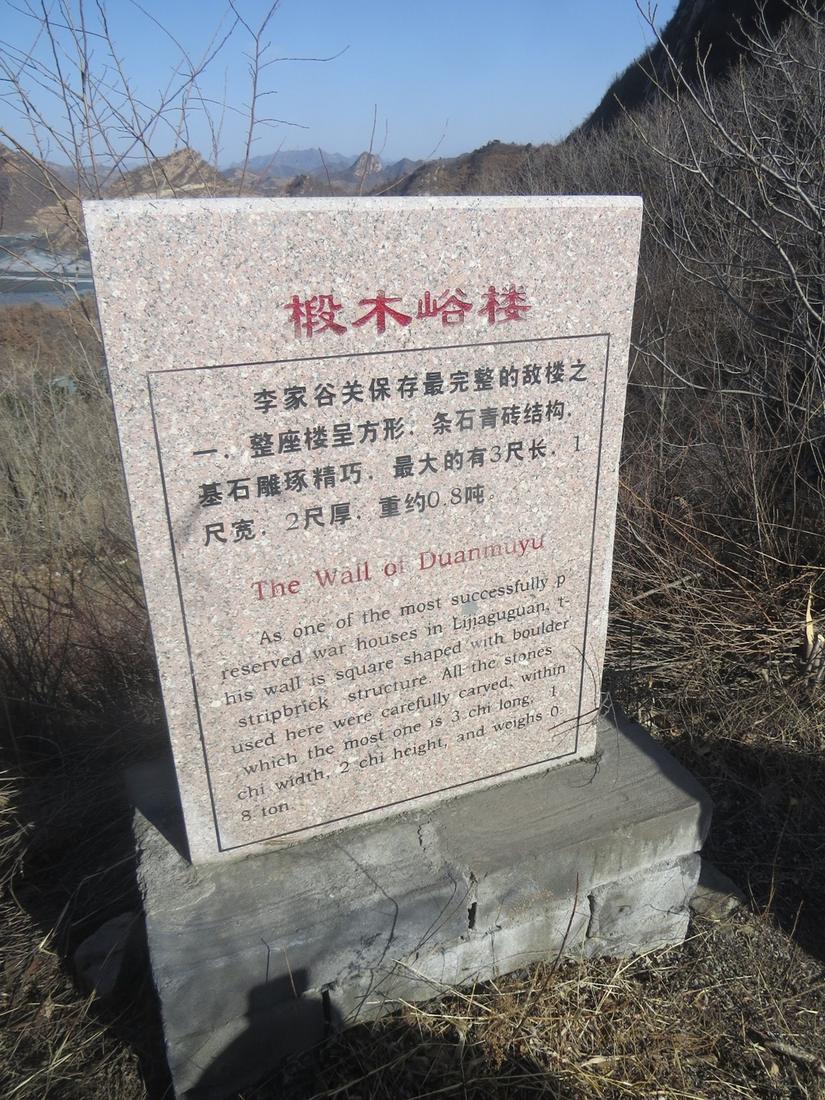 椴木峪楼
李家谷关保存最完整的敌楼之
一．整座楼呈方形．条石青砖结构．
基石雕琢精巧．最大的有3尺长．1
尺宽．2尺厚．重约0.8吨。
The Wall of Duanmuyu
As one of the most successfully p
reserved war houses in Lijiaguguan, t-
his wall is square shaped with boulder
stripbrick structure. All the stones
used here were carefully carved, within
which the most one is 3 chi long, 1
chi width, 2 chi height, and weighs 0.
8 ton.